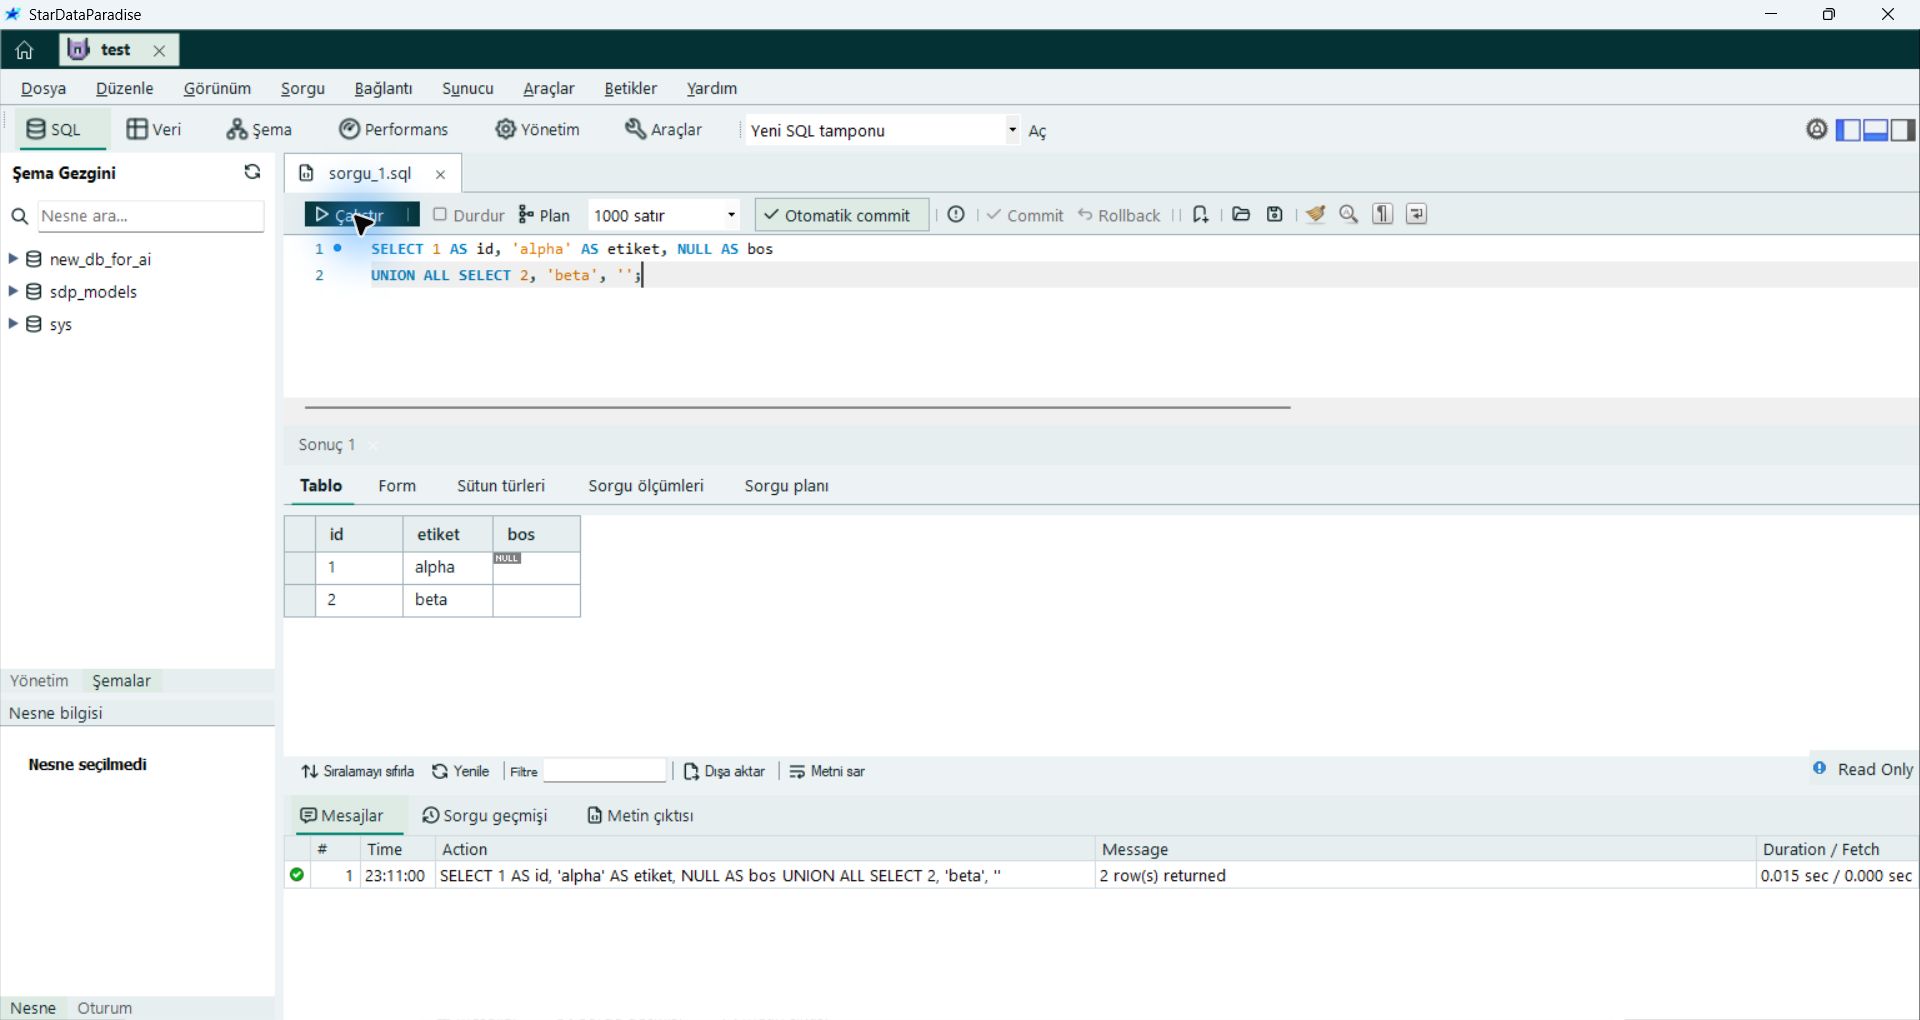 StarDataParadise
test
Dosya Düzenle Görünüm Sorgu Bağlantı Sunucu Araçlar Betikler Yardım
SQL Veri Şema Performans Yönetim Araçlar Yeni SQL tamponu Aç
Şema Gezgini
sorgu_1.sql
Nesne ara...
Çalıştır Durdur Plan 1000 satır Otomatik commit Commit Rollback
1 SELECT 1 AS id, 'alpha' AS etiket, NULL AS bos
2 UNION ALL SELECT 2, 'beta', '';
new_db_for_ai
sdp_models
sys
Sonuç 1
Tablo Form Sütun türleri Sorgu ölçümleri Sorgu planı
id etiket bos
1 alpha NULL
2 beta
Yönetim Şemalar
Nesne bilgisi
Nesne seçilmedi
Sıralamayı sıfırla Yenile Filtre Dışa aktar Metni sar Read Only
Mesajlar Sorgu geçmişi Metin çıktısı
# Time Action Message Duration / Fetch
1 23:11:00 SELECT 1 AS id, 'alpha' AS etiket, NULL AS bos UNION ALL SELECT 2, 'beta', '' 2 row(s) returned 0.015 sec / 0.000 sec
Nesne Oturum